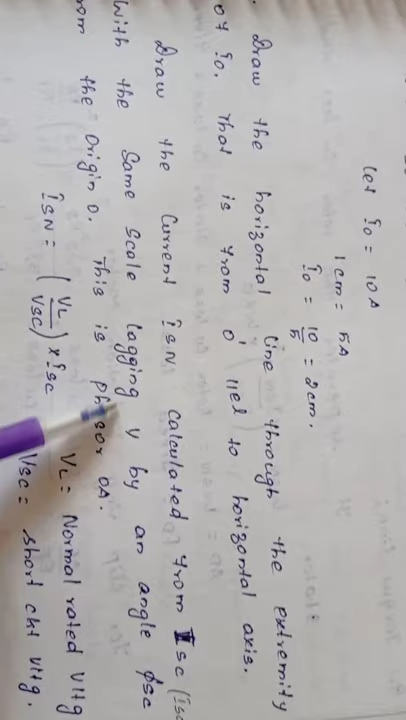 let I₀ = 10A
1cm = 5A
I₀ = 10/5 = 2cm.
Draw the horizontal line through the extremity
of I₀. That is from o' llel to horizontal axis.
Draw the Current ISN calculated from Isc (Isc
With the Same Scale lagging V by an angle ϕsc
rom the Origin o. This is phasor OA.
ISN = (VL/Vsc) x Isc VL = Normal rated Vltg
Vsc = short ckt Vltg.